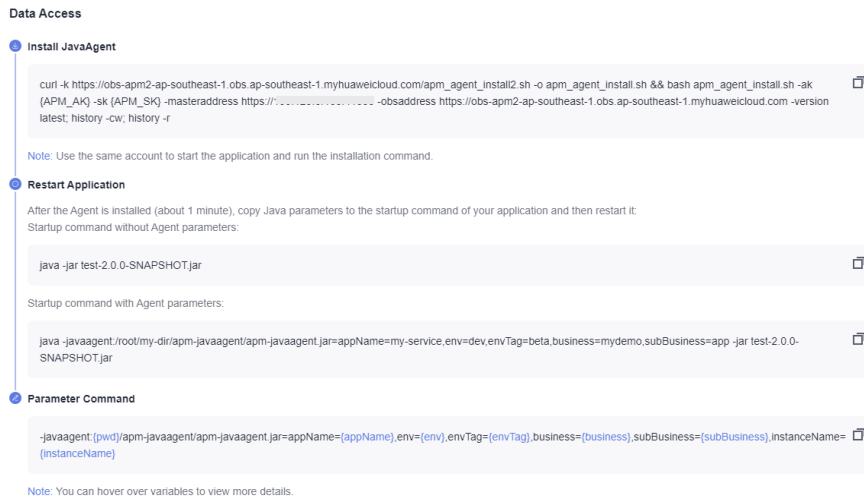 Data Access
Install JavaAgent
curl -k https://obs-apm2-ap-southeast-1.obs.ap-southeast-1.myhuaweicloud.com/apm_agent_install2.sh -o apm_agent_install.sh && bash apm_agent_install.sh -ak
{APM_AK} -sk {APM_SK} -masteraddress https:// -obsaddress https://obs-apm2-ap-southeast-1.obs.ap-southeast-1.myhuaweicloud.com -version
latest; history -cw; history -r
Note: Use the same account to start the application and run the installation command.
Restart Application
After the Agent is installed (about 1 minute), copy Java parameters to the startup command of your application and then restart it:
Startup command without Agent parameters:
java -jar test-2.0.0-SNAPSHOT.jar
Startup command with Agent parameters:
java -javaagent:/root/my-dir/apm-javaagent/apm-javaagent.jar=appName=my-service,env=dev,envTag=beta,business=mydemo,subBusiness=app -jar test-2.0.0-
SNAPSHOT.jar
Parameter Command
-javaagent:{pwd}/apm-javaagent/apm-javaagent.jar=appName={appName},env={env},envTag={envTag},business={business},subBusiness={subBusiness},instanceName=
{instanceName}
Note: You can hover over variables to view more details.